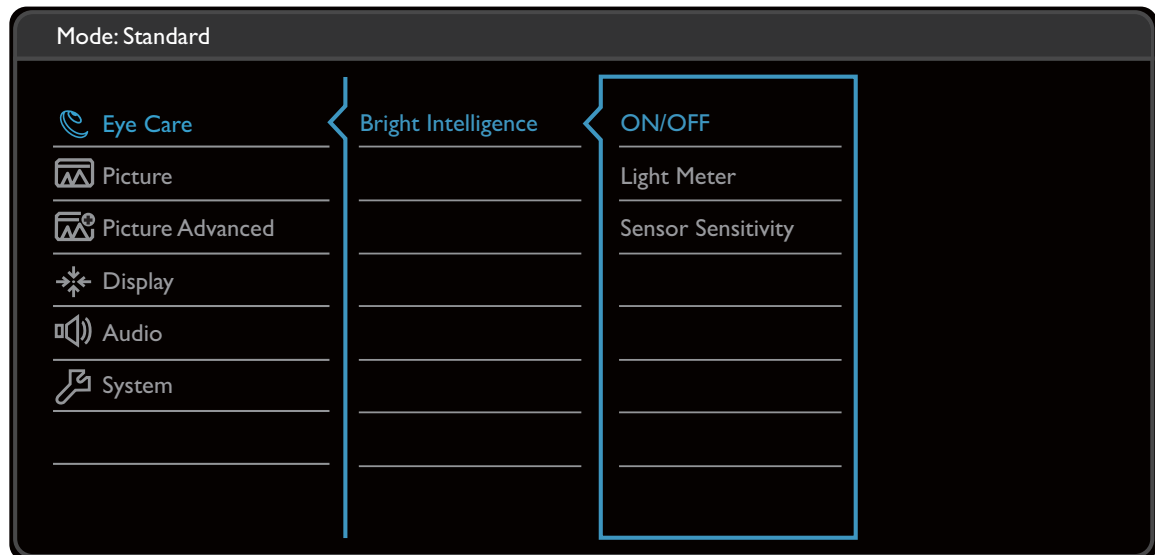 Mode: Standard
Eye Care
Bright Intelligence
ON/OFF
Picture
Light Meter
Picture Advanced
Sensor Sensitivity
Display
Audio
System